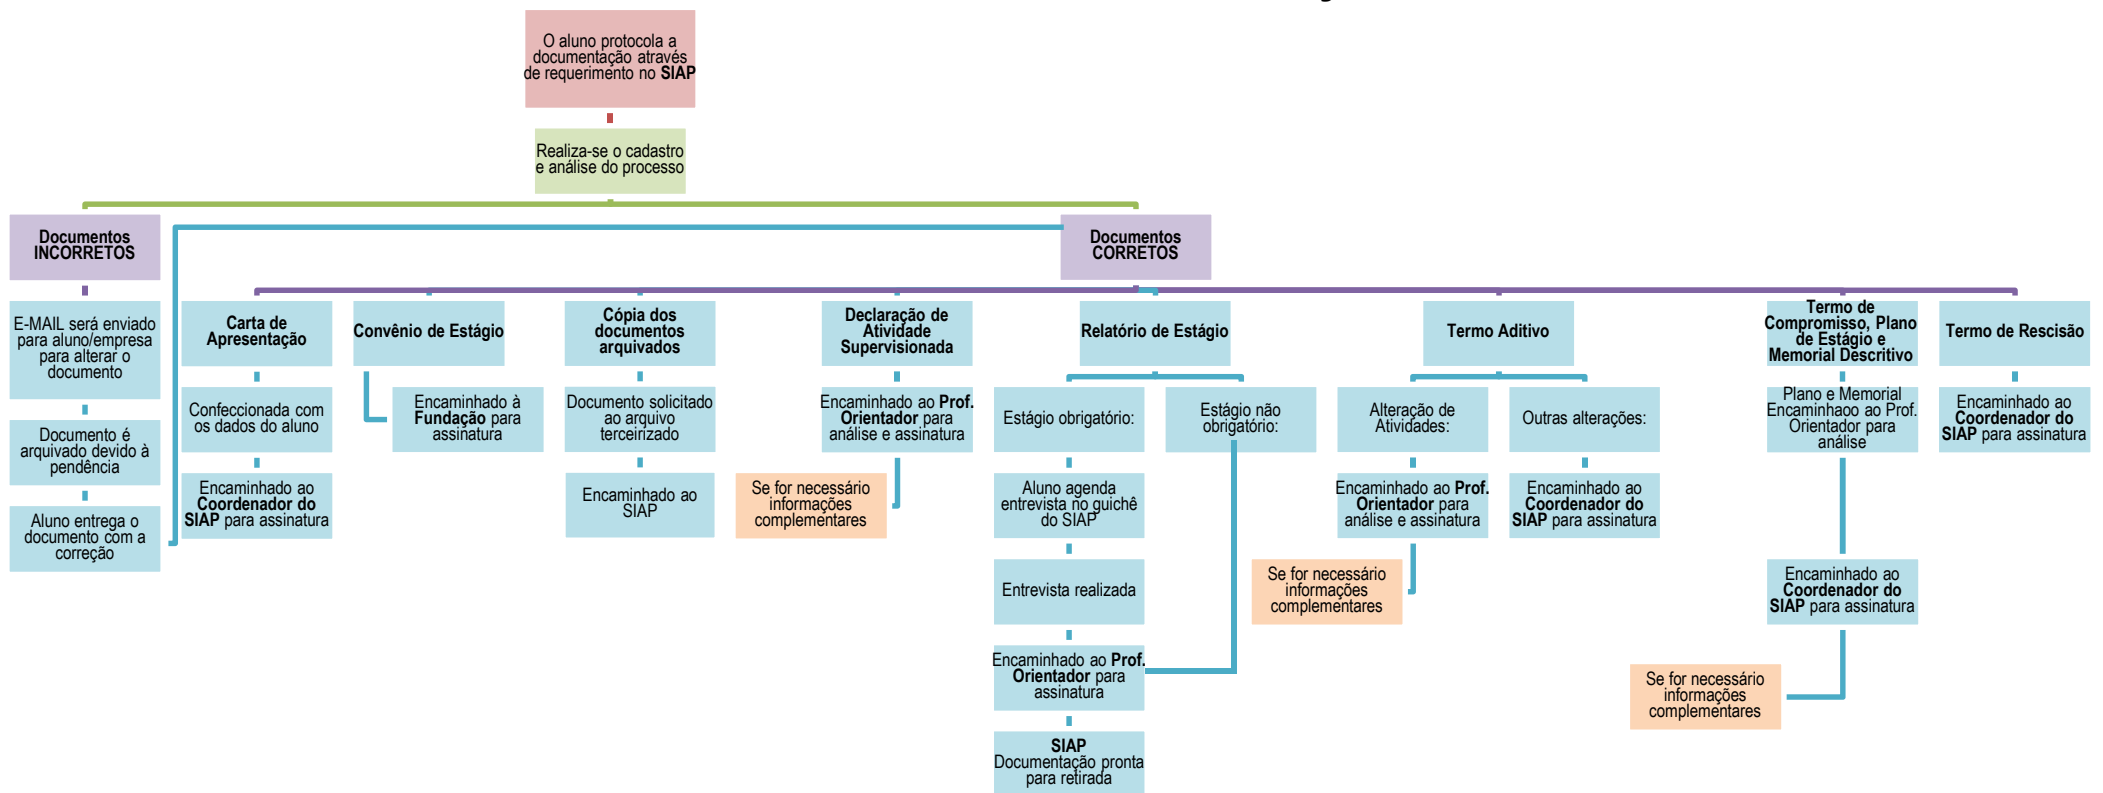 O aluno protocola a
documentação através
de requerimento no SIAP
Realiza-se o cadastro
e análise do processo
Documentos
INCORRETOS
Documentos
CORRETOS
E-MAIL será enviado
para aluno/empresa
para alterar o
documento
Documento é
arquivado devido à
pendência
Aluno entrega o
documento com a
correção
Carta de
Apresentação
Confeccionada com
os dados do aluno
Encaminhado ao
Coordenador do
SIAP para assinatura
Convênio de Estágio
Encaminhado à
Fundação para
assinatura
Cópia dos
documentos
arquivados
Documento solicitado
ao arquivo
terceirizado
Encaminhado ao
SIAP
Declaração de
Atividade
Supervisionada
Encaminhado ao Prof.
Orientador para
análise e assinatura
Se for necessário
informações
complementares
Relatório de Estágio
Estágio obrigatório:
Aluno agenda
entrevista no guichê
do SIAP
Entrevista realizada
Encaminhado ao Prof.
Orientador para
assinatura
SIAP
Documentação pronta
para retirada
Estágio não
obrigatório:
Termo Aditivo
Alteração de
Atividades:
Encaminhado ao Prof.
Orientador para
análise e assinatura
Se for necessário
informações
complementares
Outras alterações:
Encaminhado ao
Coordenador do
SIAP para assinatura
Termo de
Compromisso, Plano
de Estágio e
Memorial Descritivo
Plano e Memorial
Encaminhaoo ao Prof.
Orientador para
análise
Encaminhado ao
Coordenador do
SIAP para assinatura
Se for necessário
informações
complementares
Termo de Rescisão
Encaminhado ao
Coordenador do
SIAP para assinatura